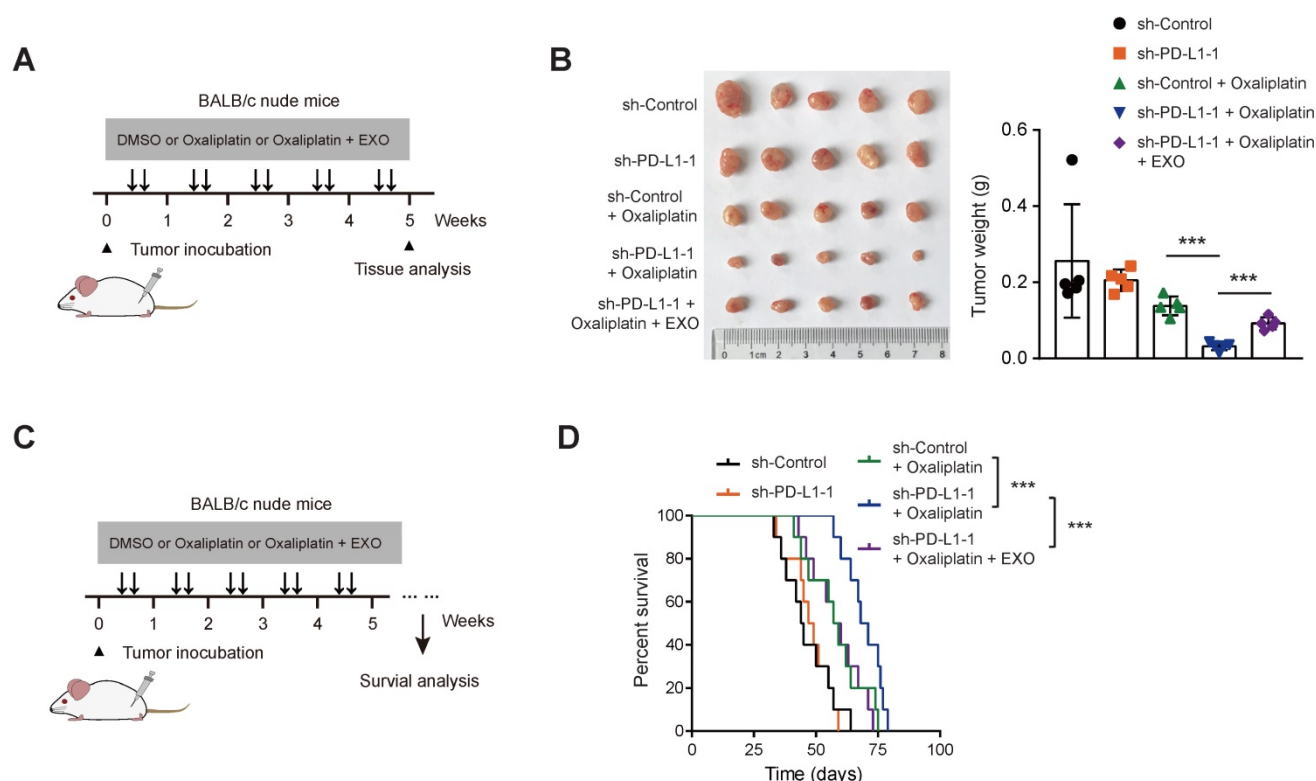 A
BALB/c nude mice
DMSO or Oxaliplatin or Oxaliplatin + EXO
0 1 2 3 4 5 Weeks
Tumor inocubation
Tissue analysis
B
sh-Control
sh-PD-L1-1
sh-Control
+ Oxaliplatin
sh-PD-L1-1
+ Oxaliplatin
sh-PD-L1-1 +
Oxaliplatin + EXO
0 1cm 2 3 4 5 6 7 8
sh-Control
sh-PD-L1-1
sh-Control + Oxaliplatin
sh-PD-L1-1 + Oxaliplatin
sh-PD-L1-1 + Oxaliplatin
+ EXO
Tumor weight (g)
0.6
0.4
0.2
0.0
***
***
C
BALB/c nude mice
DMSO or Oxaliplatin or Oxaliplatin + EXO
0 1 2 3 4 5 ... ...
Weeks
Tumor inocubation
Survial analysis
D
sh-Control
sh-PD-L1-1
sh-Control
+ Oxaliplatin
sh-PD-L1-1
+ Oxaliplatin
sh-PD-L1-1
+ Oxaliplatin + EXO
***
***
Percent survival
100
80
60
40
20
0
0 25 50 75 100
Time (days)